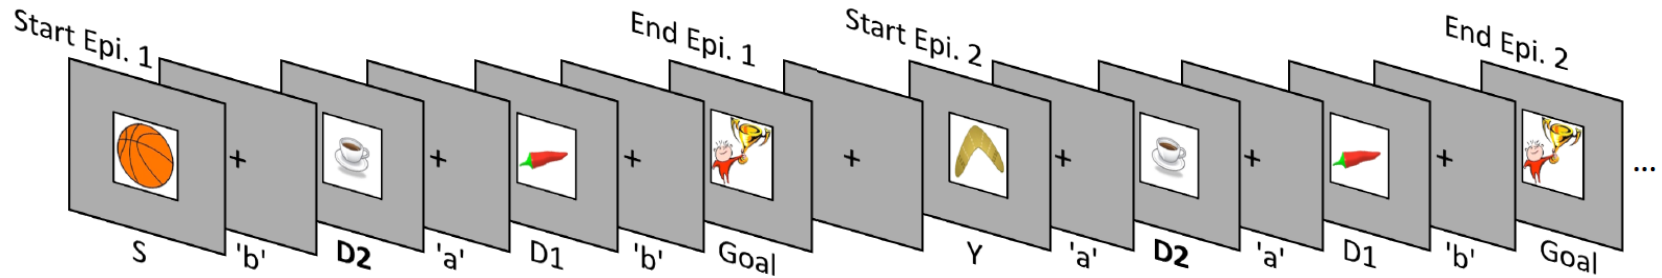 Start Epi. 1
End Epi. 1
Start Epi. 2
End Epi. 2
+ + + + + + + ...
S 'b' D2 'a' D1 'b' Goal Y 'a' D2 'a' D1 'b' Goal